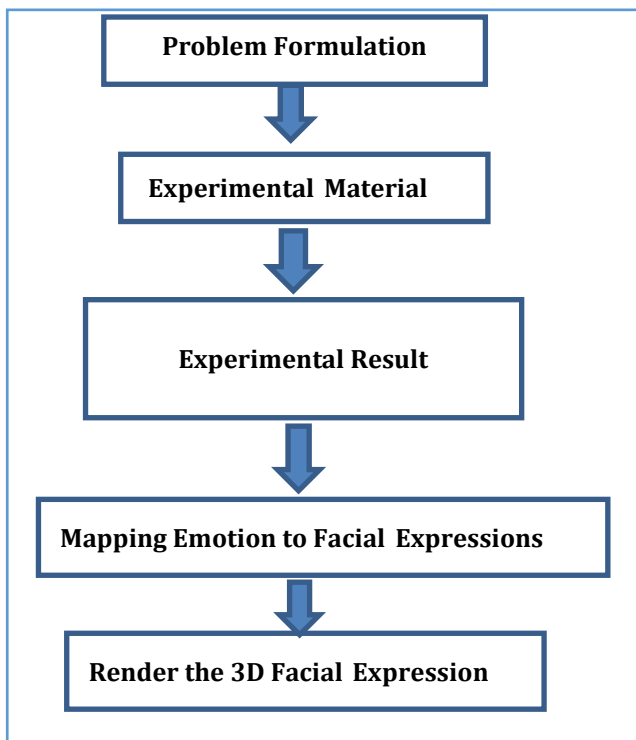 Problem Formulation
Experimental Material
Experimental Result
Mapping Emotion to Facial Expressions
Render the 3D Facial Expression